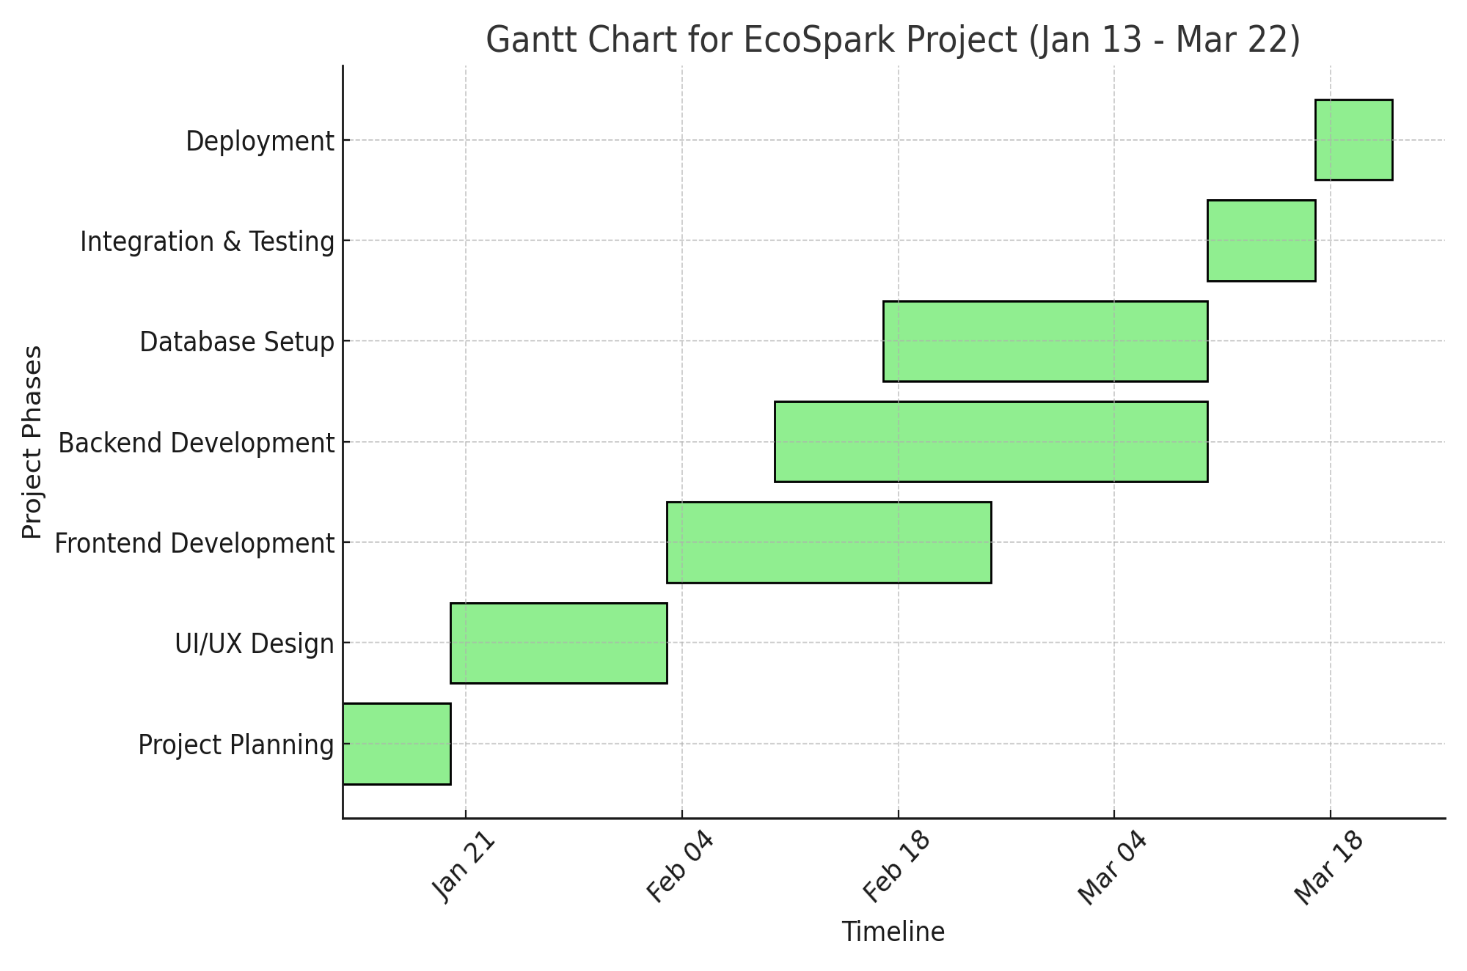 Gantt Chart for EcoSpark Project (Jan 13 - Mar 22)
Project Phases
Deployment
Integration & Testing
Database Setup
Backend Development
Frontend Development
UI/UX Design
Project Planning
Jan 21
Feb 04
Feb 18
Mar 04
Mar 18
Timeline